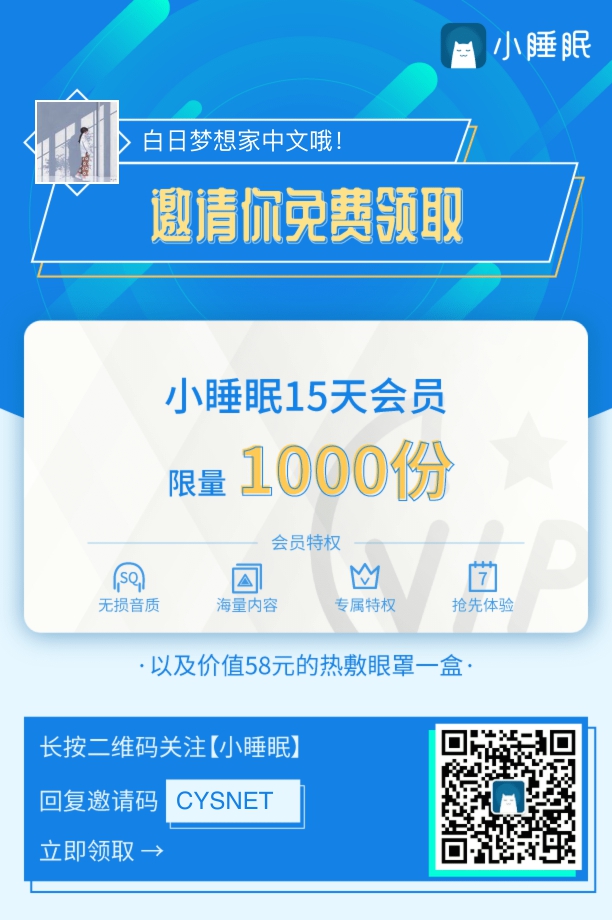 小睡眠
白日梦想家中文哦！
邀请你免费领取
小睡眠15天会员
限量 1000份
会员特权
SQ
7
无损音质 海量内容 专属特权 抢先体验
VIP
·以及价值58元的热敷眼罩一盒·
长按二维码关注【小睡眠】
回复邀请码 CYSNET
立即领取 →